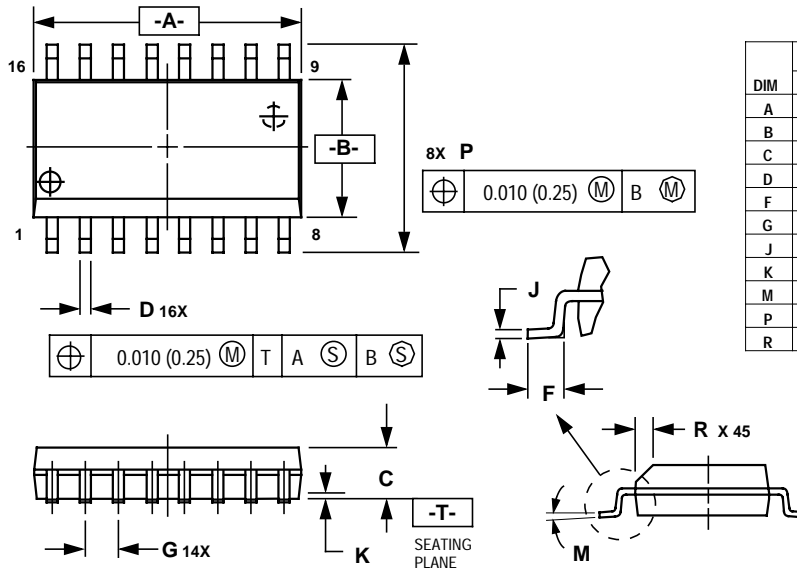 -A-
16
9
-B-
8X P
0.010 (0.25) M B M
1
8
D 16X
0.010 (0.25) M T A S B S
J
F
R X 45
C
-T-
SEATING
PLANE
G 14X
K
M
DIM
A
B
C
D
F
G
J
K
M
P
R